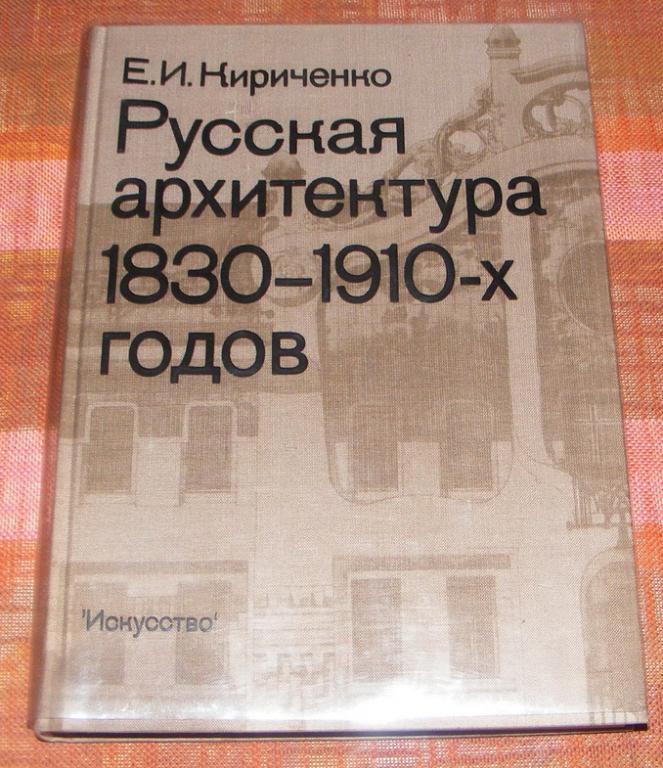 Е.И.Кириченко
Русская
архитектура
1830–1910-х
годов
'Искусство'